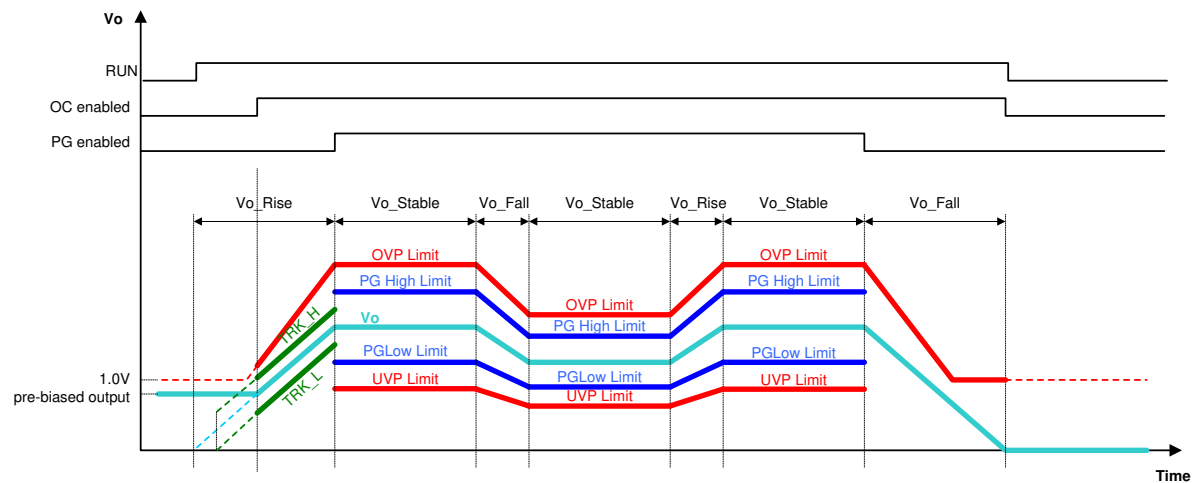 Vo
RUN
OC enabled
PG enabled
Vo_Rise
Vo_Stable
Vo_Fall
Vo_Stable
Vo_Rise
Vo_Stable
Vo_Fall
OVP Limit
OVP Limit
PG High Limit
PG High Limit
OVP Limit
TRK_H
Vo
PG High Limit
PGLow Limit
PGLow Limit
1.0V
UVP Limit
PGLow Limit
UVP Limit
pre-biased output
TRK_L
UVP Limit
Time